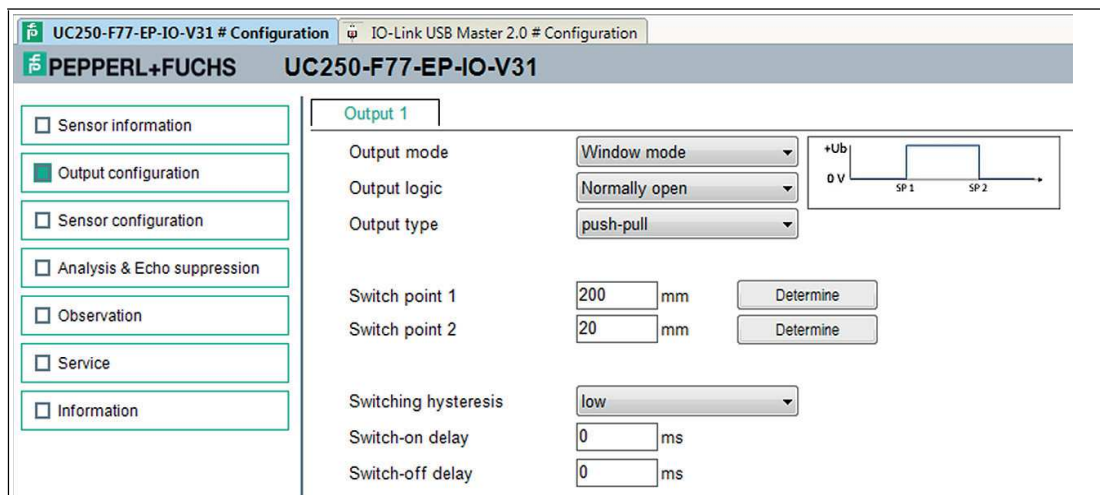 UC250-F77-EP-IO-V31 # Configuration IO-Link USB Master 2.0 # Configuration
PEPPERL+FUCHS UC250-F77-EP-IO-V31
Sensor information
Output configuration
Sensor configuration
Analysis & Echo suppression
Observation
Service
Information
Output 1
Output mode Window mode
Output logic Normally open
Output type push-pull
+Ub
0 V
SP 1 SP 2
Switch point 1 200 mm Determine
Switch point 2 20 mm Determine
Switching hysteresis low
Switch-on delay 0 ms
Switch-off delay 0 ms